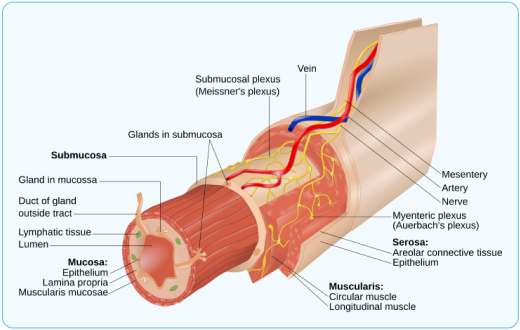 Vein
Submucosal plexus
(Meissner's plexus)
Glands in submucosa
Submucosa
Gland in mucossa
Duct of gland
outside tract
Lymphatic tissue
Lumen
Mucosa:
Epithelium
Lamina propria
Muscularis mucosae
Mesentery
Artery
Nerve
Myenteric plexus
(Auerbach's plexus)
Serosa:
Areolar connective tissue
Epithelium
Muscularis:
Circular muscle
Longitudinal muscle